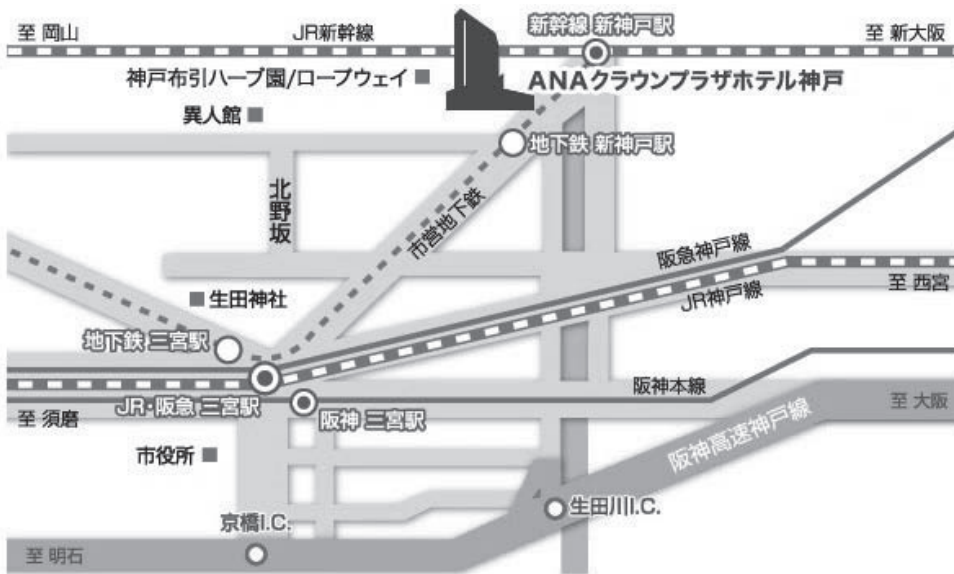 至 岡山
JR新幹線
新幹線 新神戸駅
至 新大阪
神戸布引ハーブ園/ロープウェイ
ANAクラウンプラザホテル神戸
異人館
地下鉄 新神戸駅
北野坂
市営地下鉄
阪急神戸線
JR神戸線
至 西宮
生田神社
地下鉄 三宮駅
JR・阪急 三宮駅
阪神 三宮駅
阪神本線
至 須磨
至 大阪
阪神高速神戸線
市役所
生田川I.C.
京橋I.C.
至 明石